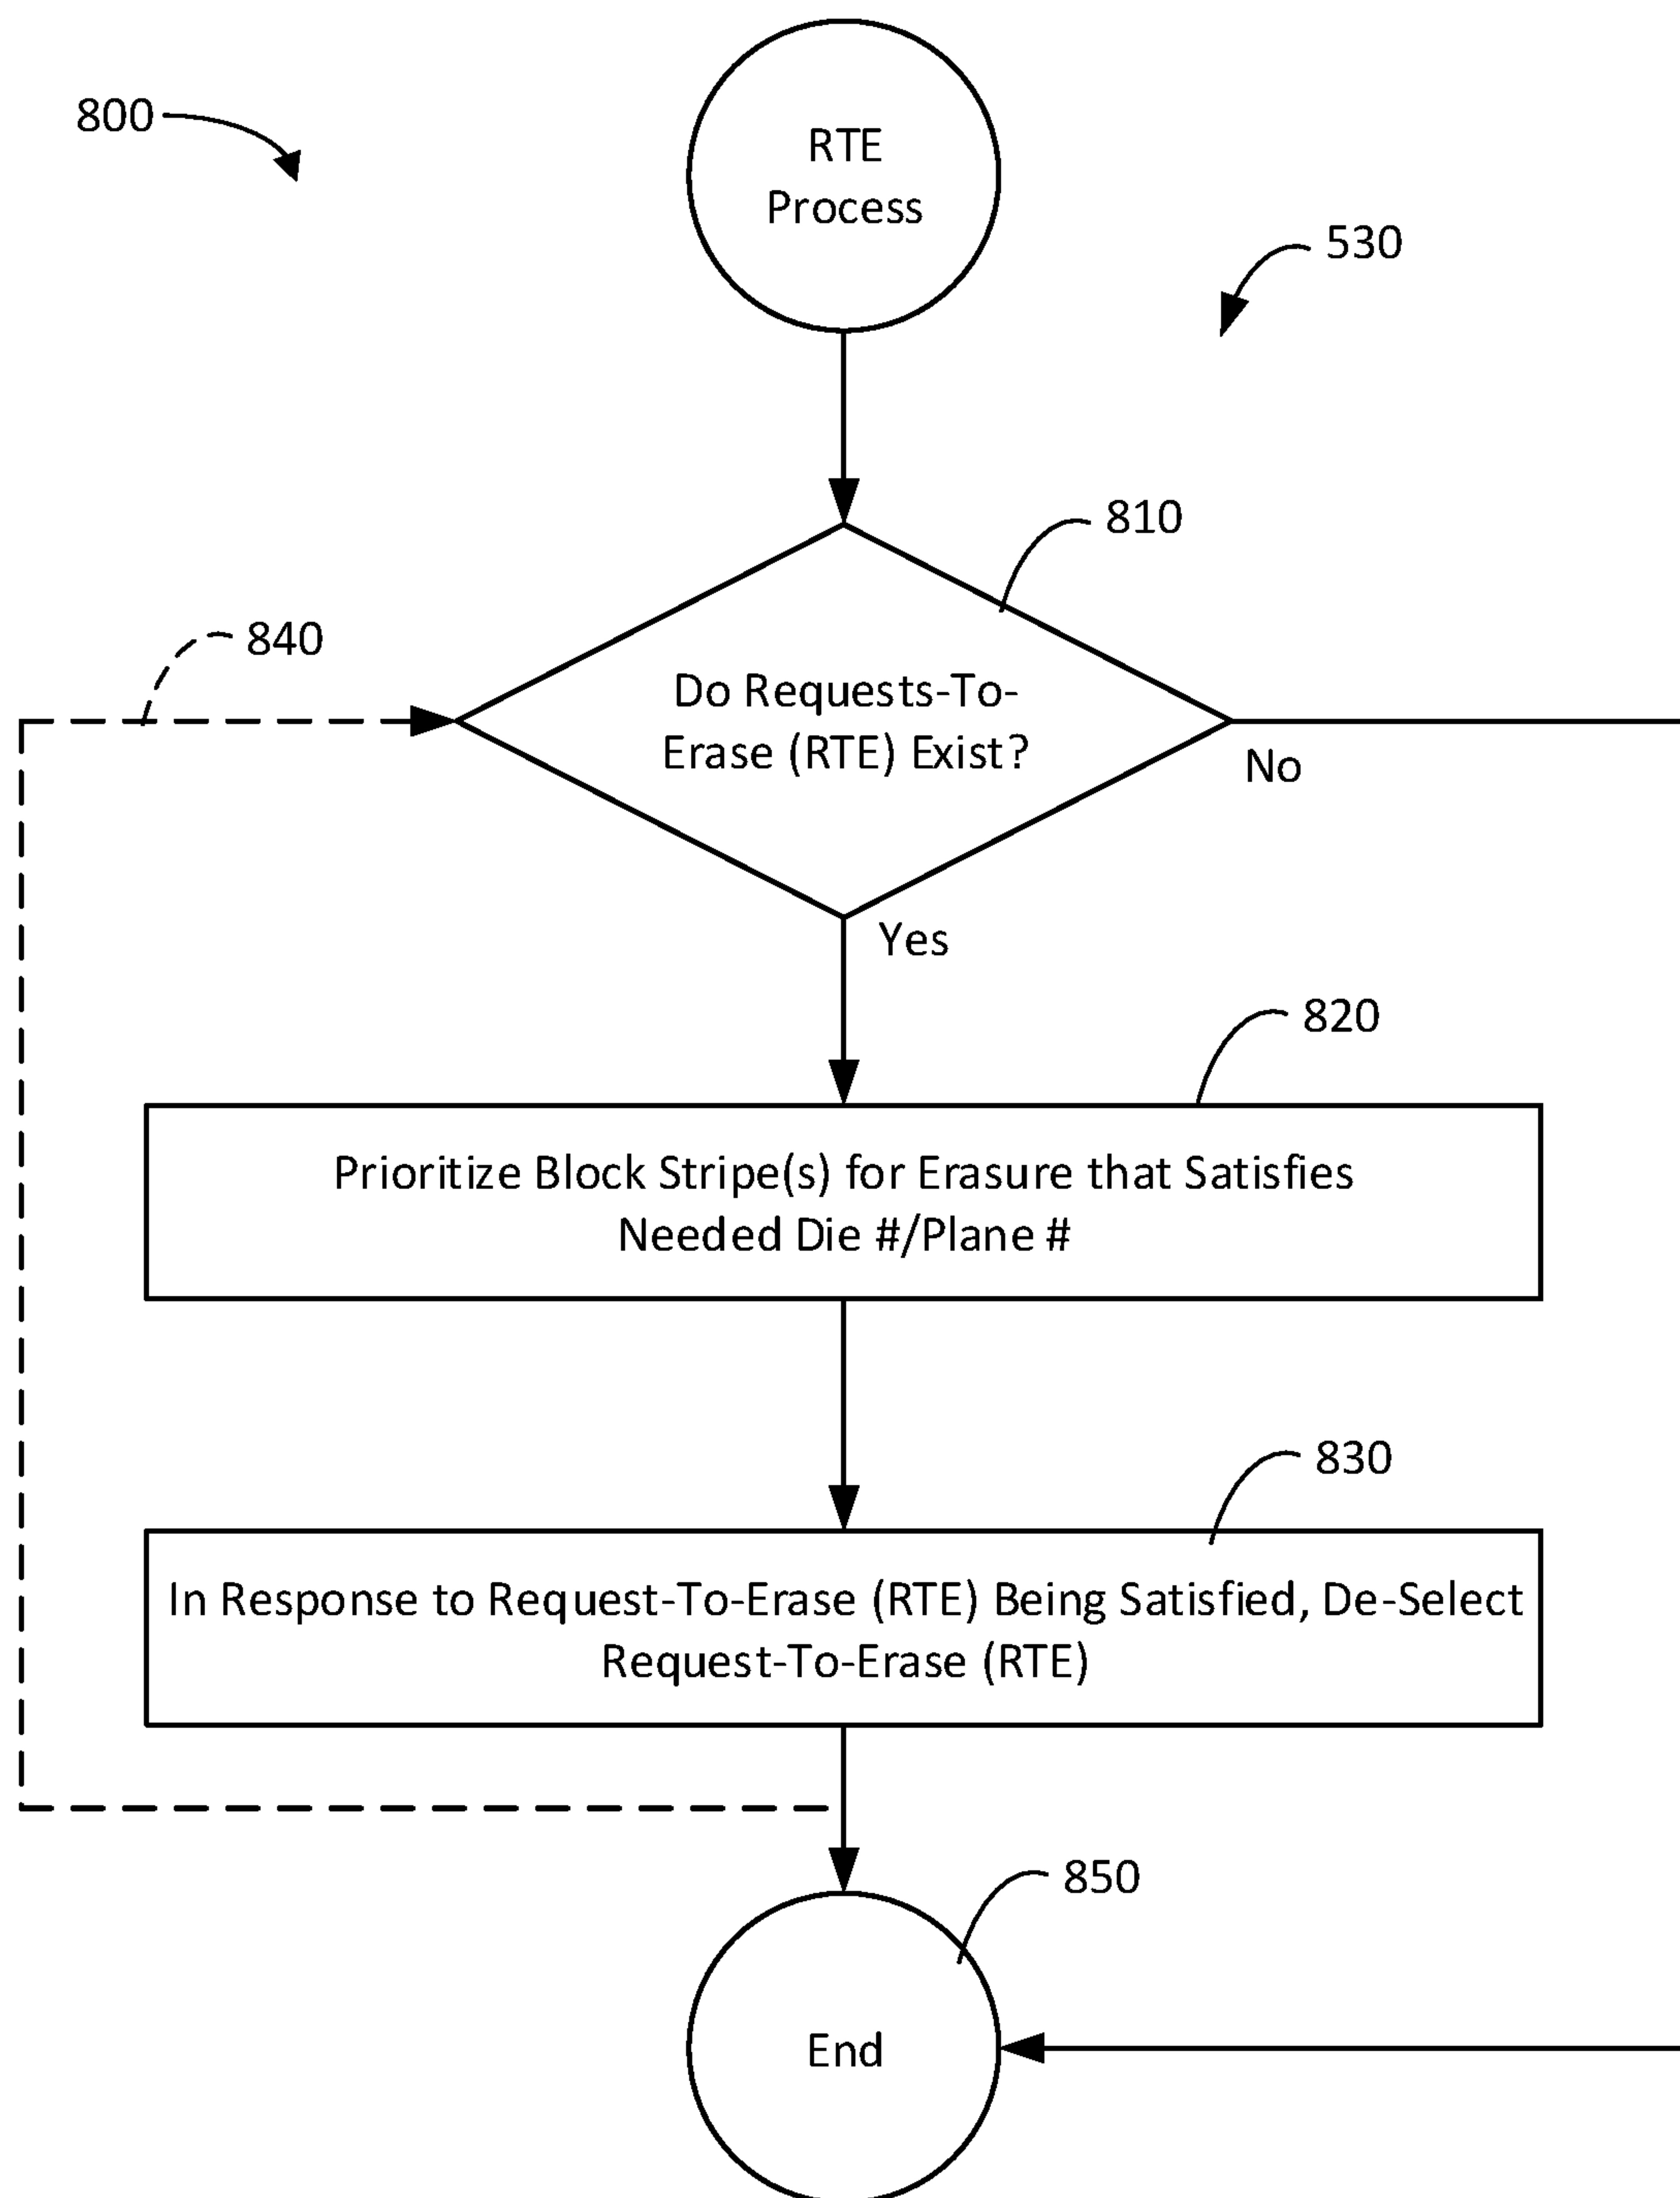 800
RTE
Process
530
810
840
Do Requests-To-
Erase (RTE) Exist?
No
Yes
820
Prioritize Block Stripe(s) for Erasure that Satisfies
Needed Die #/Plane #
830
In Response to Request-To-Erase (RTE) Being Satisfied, De-Select
Request-To-Erase (RTE)
850
End